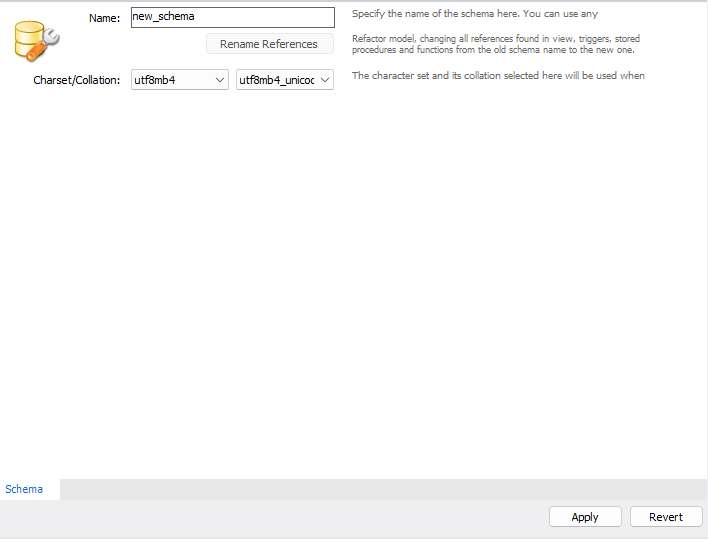 Name:
new_schema
Specify the name of the schema here. You can use any
Rename References
Refactor model, changing all references found in view, triggers, stored
procedures and functions from the old schema name to the new one.
Charset/Collation:
utf8mb4
utf8mb4_unicoc
The character set and its collation selected here will be used when
Schema
Apply
Revert